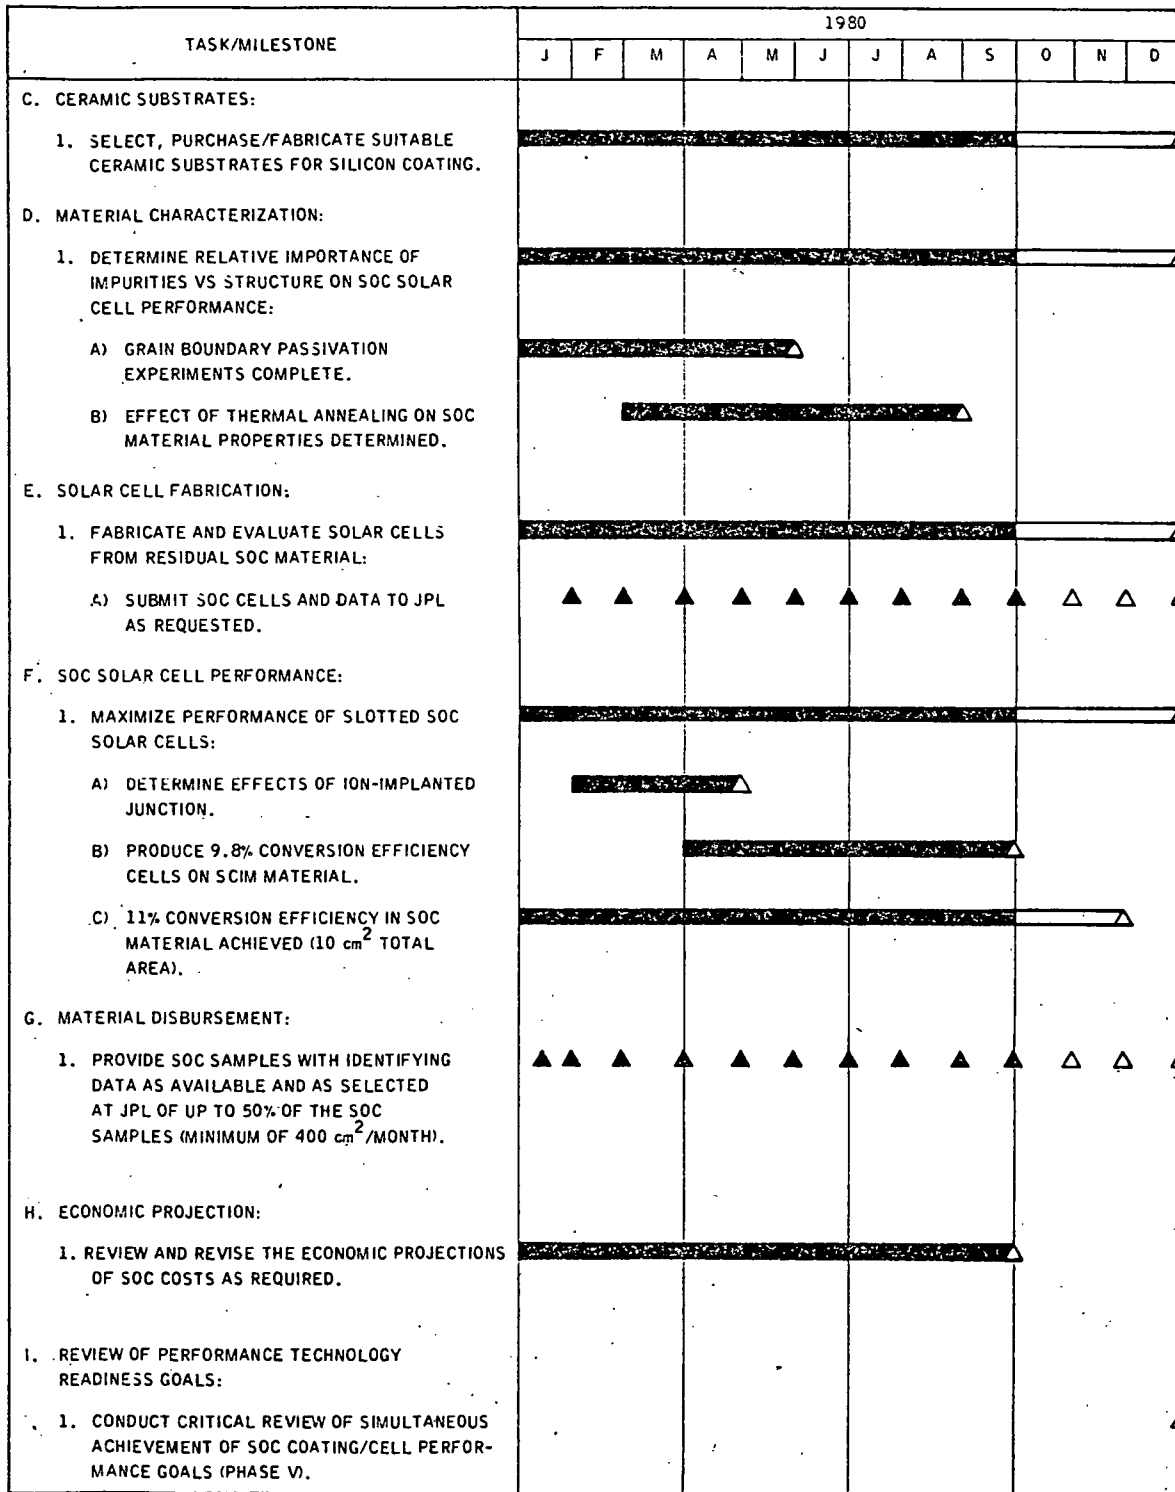 TASK/MILESTONE
1980
J F M A M J J A S O N D
C. CERAMIC SUBSTRATES:
1. SELECT, PURCHASE/FABRICATE SUITABLE
CERAMIC SUBSTRATES FOR SILICON COATING.
D. MATERIAL CHARACTERIZATION:
1. DETERMINE RELATIVE IMPORTANCE OF
IMPURITIES VS STRUCTURE ON SOC SOLAR
CELL PERFORMANCE:
A) GRAIN BOUNDARY PASSIVATION
EXPERIMENTS COMPLETE.
B) EFFECT OF THERMAL ANNEALING ON SOC
MATERIAL PROPERTIES DETERMINED.
E. SOLAR CELL FABRICATION:
1. FABRICATE AND EVALUATE SOLAR CELLS
FROM RESIDUAL SOC MATERIAL:
A) SUBMIT SOC CELLS AND DATA TO JPL
AS REQUESTED.
F. SOC SOLAR CELL PERFORMANCE:
1. MAXIMIZE PERFORMANCE OF SLOTTED SOC
SOLAR CELLS:
A) DETERMINE EFFECTS OF ION-IMPLANTED
JUNCTION.
B) PRODUCE 9.8% CONVERSION EFFICIENCY
CELLS ON SCIM MATERIAL.
C) 11% CONVERSION EFFICIENCY IN SOC
MATERIAL ACHIEVED (10 cm² TOTAL
AREA).
G. MATERIAL DISBURSEMENT:
1. PROVIDE SOC SAMPLES WITH IDENTIFYING
DATA AS AVAILABLE AND AS SELECTED
AT JPL OF UP TO 50% OF THE SOC
SAMPLES (MINIMUM OF 400 cm²/MONTH).
H. ECONOMIC PROJECTION:
1. REVIEW AND REVISE THE ECONOMIC PROJECTIONS
OF SOC COSTS AS REQUIRED.
I. REVIEW OF PERFORMANCE TECHNOLOGY
READINESS GOALS:
1. CONDUCT CRITICAL REVIEW OF SIMULTANEOUS
ACHIEVEMENT OF SOC COATING/CELL PERFOR-
MANCE GOALS (PHASE V).